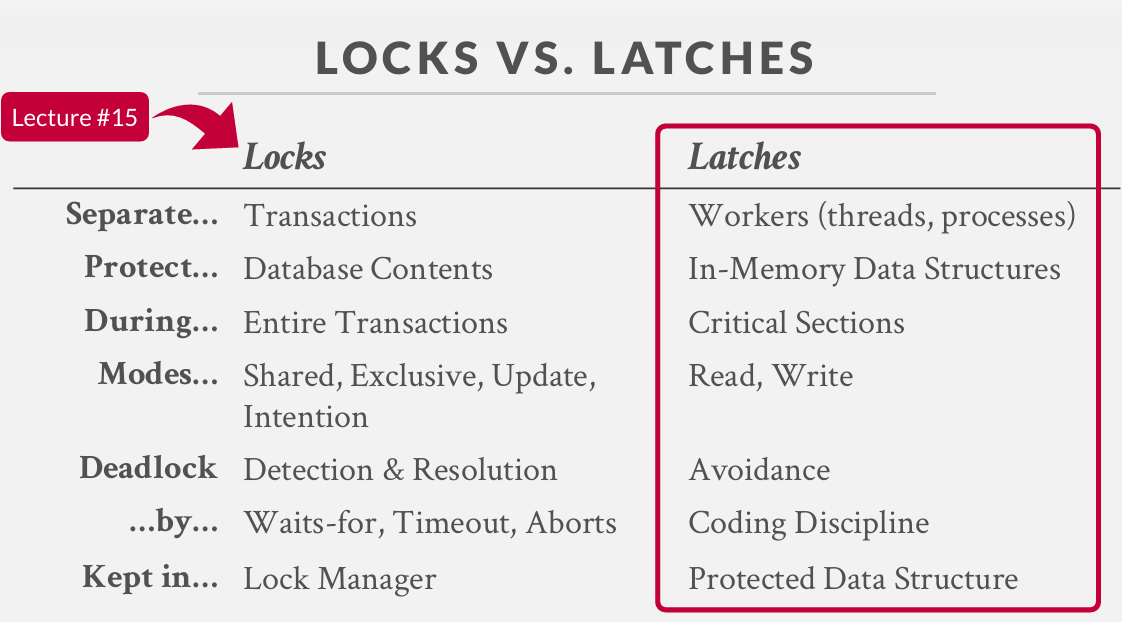 LOCKS VS. LATCHES
Lecture #15
Locks Latches
Separate... Transactions Workers (threads, processes)
Protect... Database Contents In-Memory Data Structures
During... Entire Transactions Critical Sections
Modes... Shared, Exclusive, Update, Read, Write
Intention
Deadlock Detection & Resolution Avoidance
...by... Waits-for, Timeout, Aborts Coding Discipline
Kept in... Lock Manager Protected Data Structure